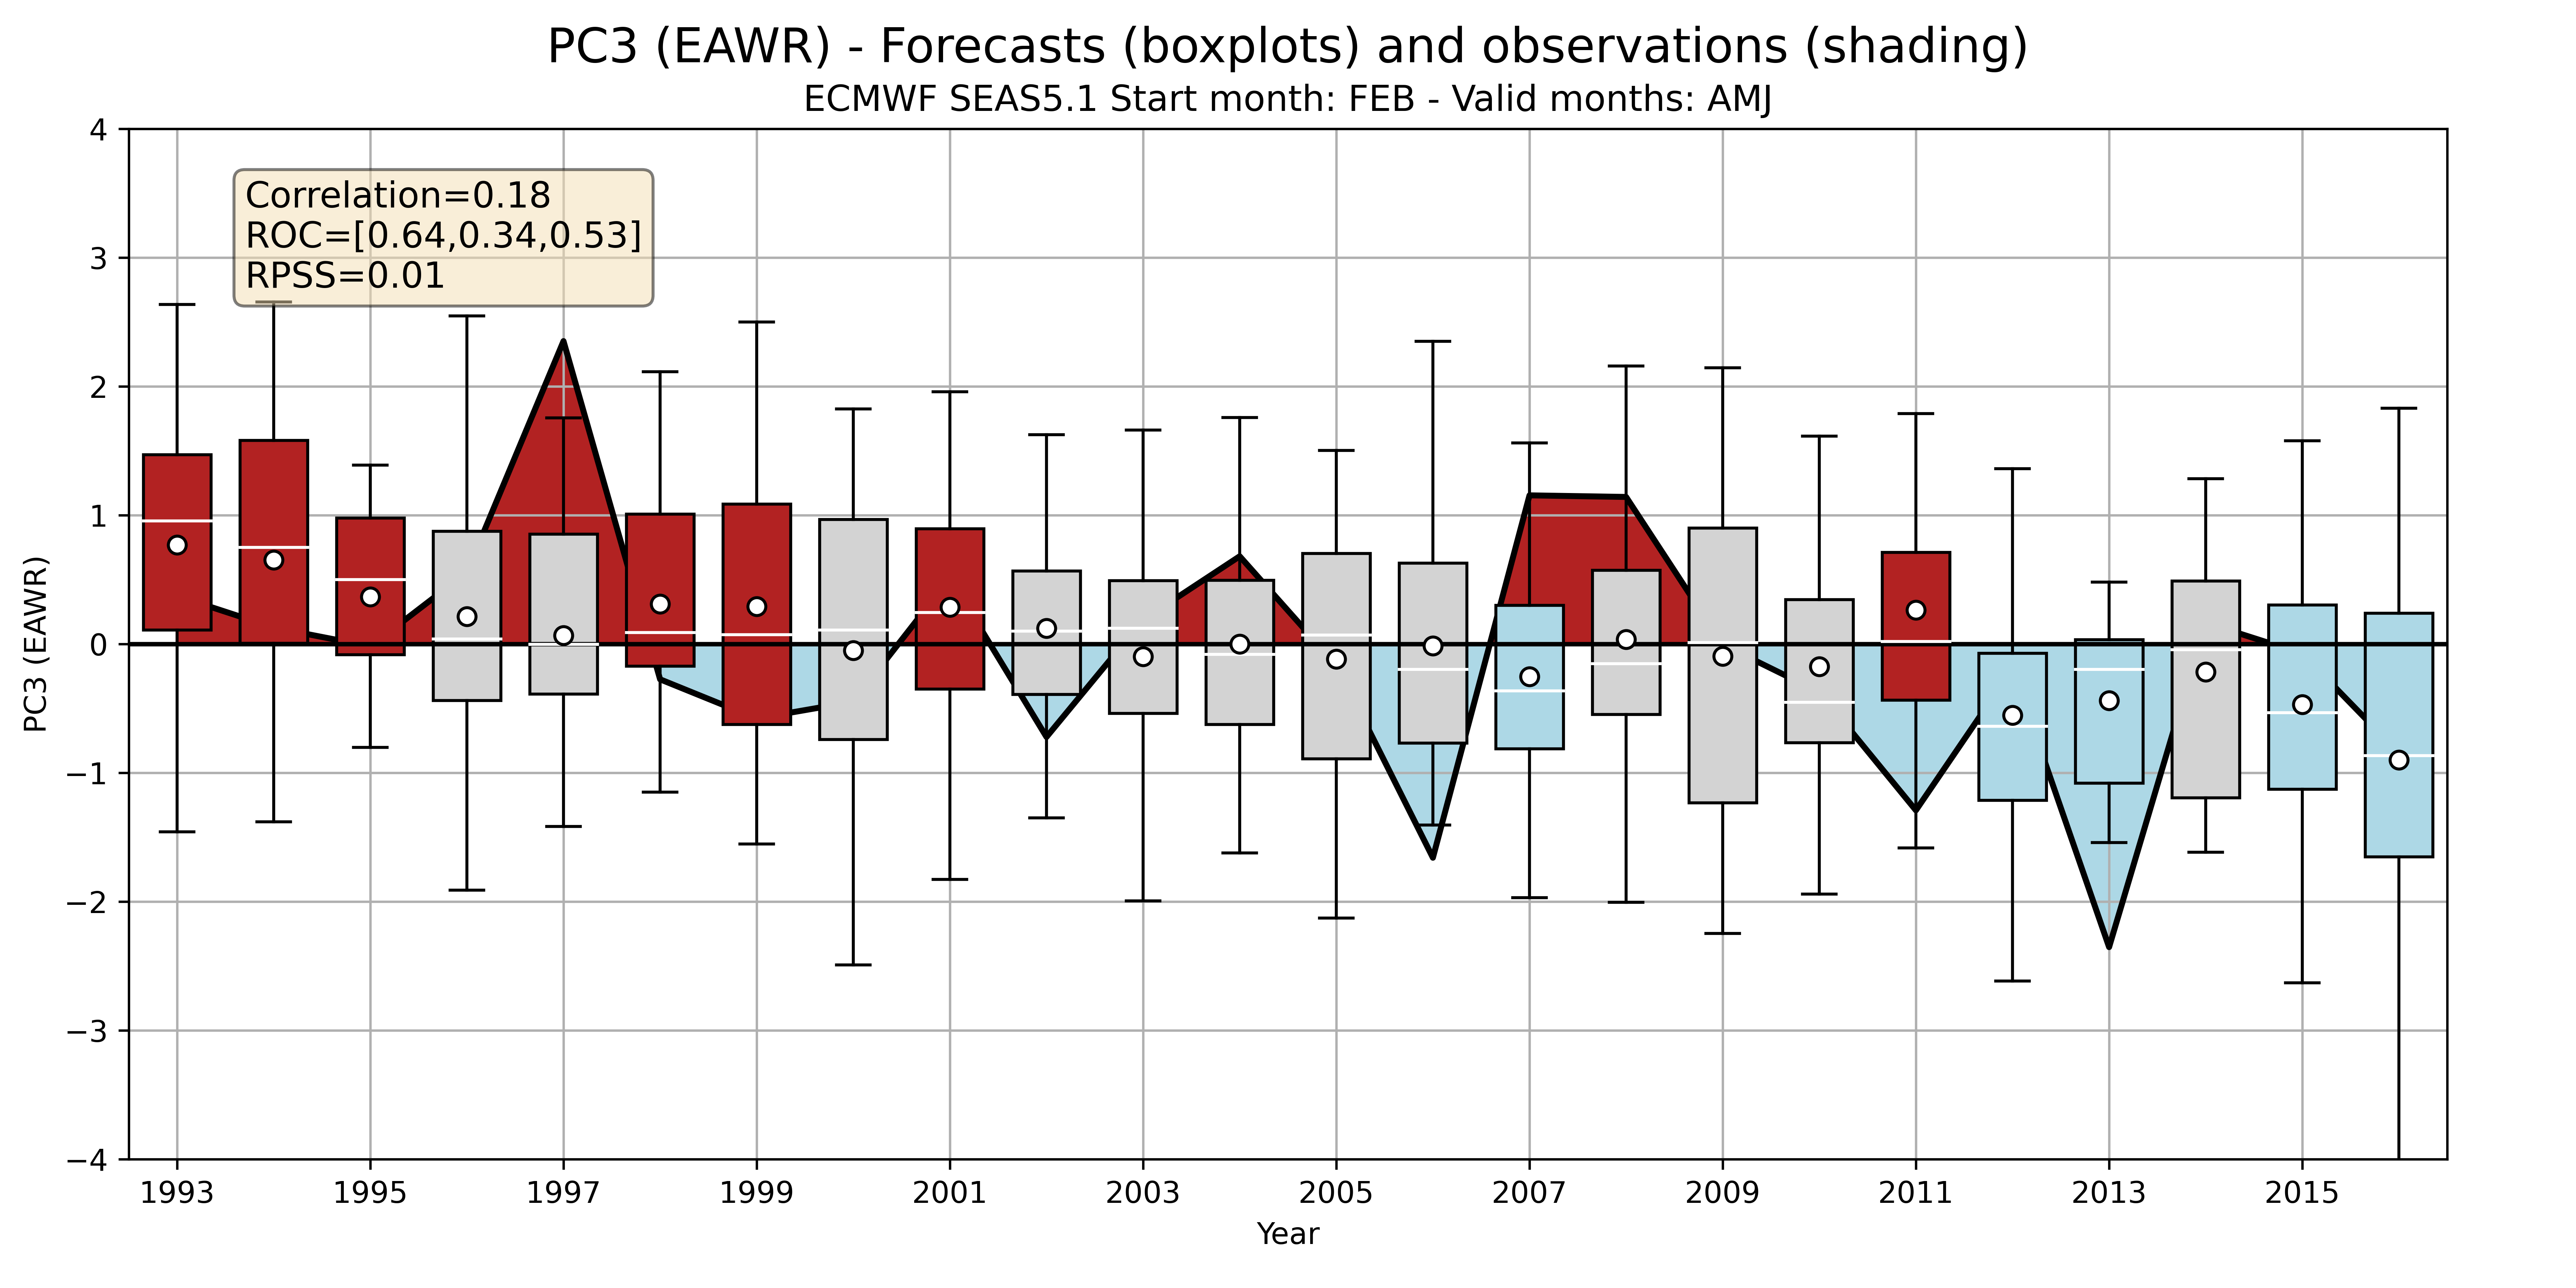 PC3 (EAWR) - Forecasts (boxplots) and observations (shading)
ECMWF SEAS5.1 Start month: FEB - Valid months: AMJ
Correlation=0.18
ROC=[0.64,0.34,0.53]
RPSS=0.01
PC3 (EAWR)
4
3
2
1
0
−1
−2
−3
−4
1993 1995 1997 1999 2001 2003 2005 2007 2009 2011 2013 2015
Year